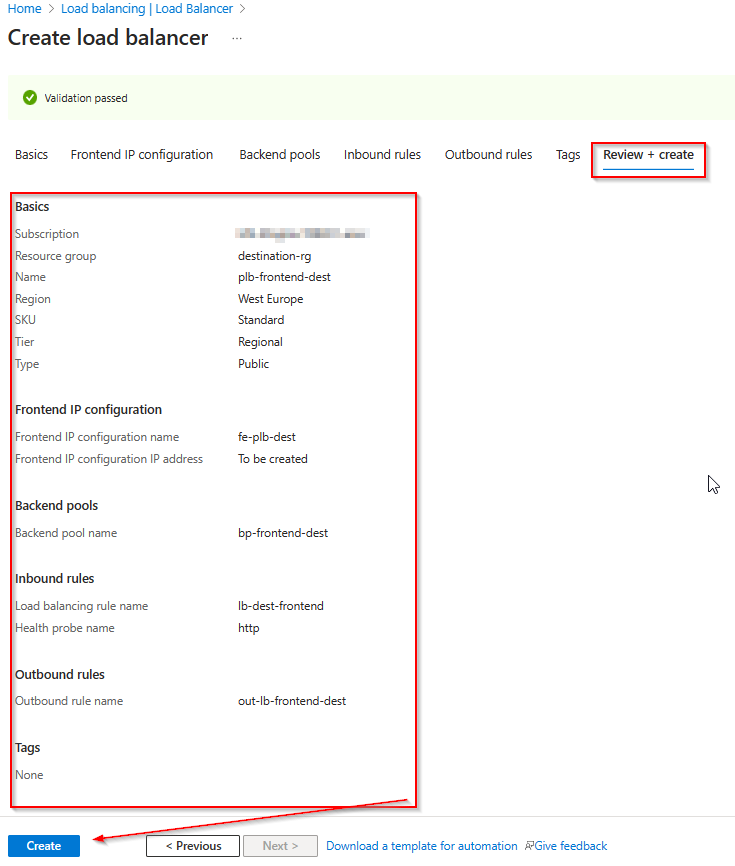 Home > Load balancing | Load Balancer >
Create load balancer ...
Validation passed
Basics Frontend IP configuration Backend pools Inbound rules Outbound rules Tags Review + create
Basics
Subscription
Resource group destination-rg
Name plb-frontend-dest
Region West Europe
SKU Standard
Tier Regional
Type Public
Frontend IP configuration
Frontend IP configuration name fe-plb-dest
Frontend IP configuration IP address To be created
Backend pools
Backend pool name bp-frontend-dest
Inbound rules
Load balancing rule name lb-dest-frontend
Health probe name http
Outbound rules
Outbound rule name out-lb-frontend-dest
Tags
None
Create < Previous Next > Download a template for automation Give feedback